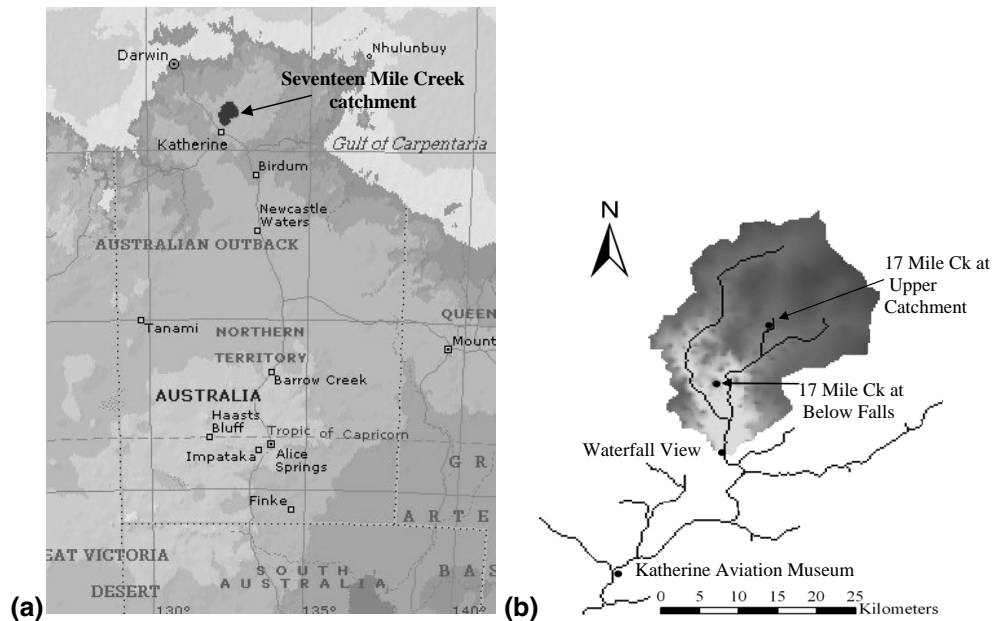 Darwin
Nhulunbuy
Seventeen Mile Creek
catchment
Katherine
Gulf of Carpentaria
Birdum
Newcastle
Waters
AUSTRALIAN OUTBACK
Tanami
NORTHERN
TERRITORY
QUEEN
Mount
Barrow Creek
AUSTRALIA
Haasts
Bluff
Tropic of Capricorn
Impataka
Alice
Springs
G R
Finke
A R T E
EAT VICTORIA
DESERT
SOUTH
AUSTRALIA
B A S
130°
135°
140°
(a)
N
17 Mile Ck at
Upper
Catchment
17 Mile Ck at
Below Falls
Waterfall View
Katherine Aviation Museum
0 5 10 15 20 25
Kilometers
(b)